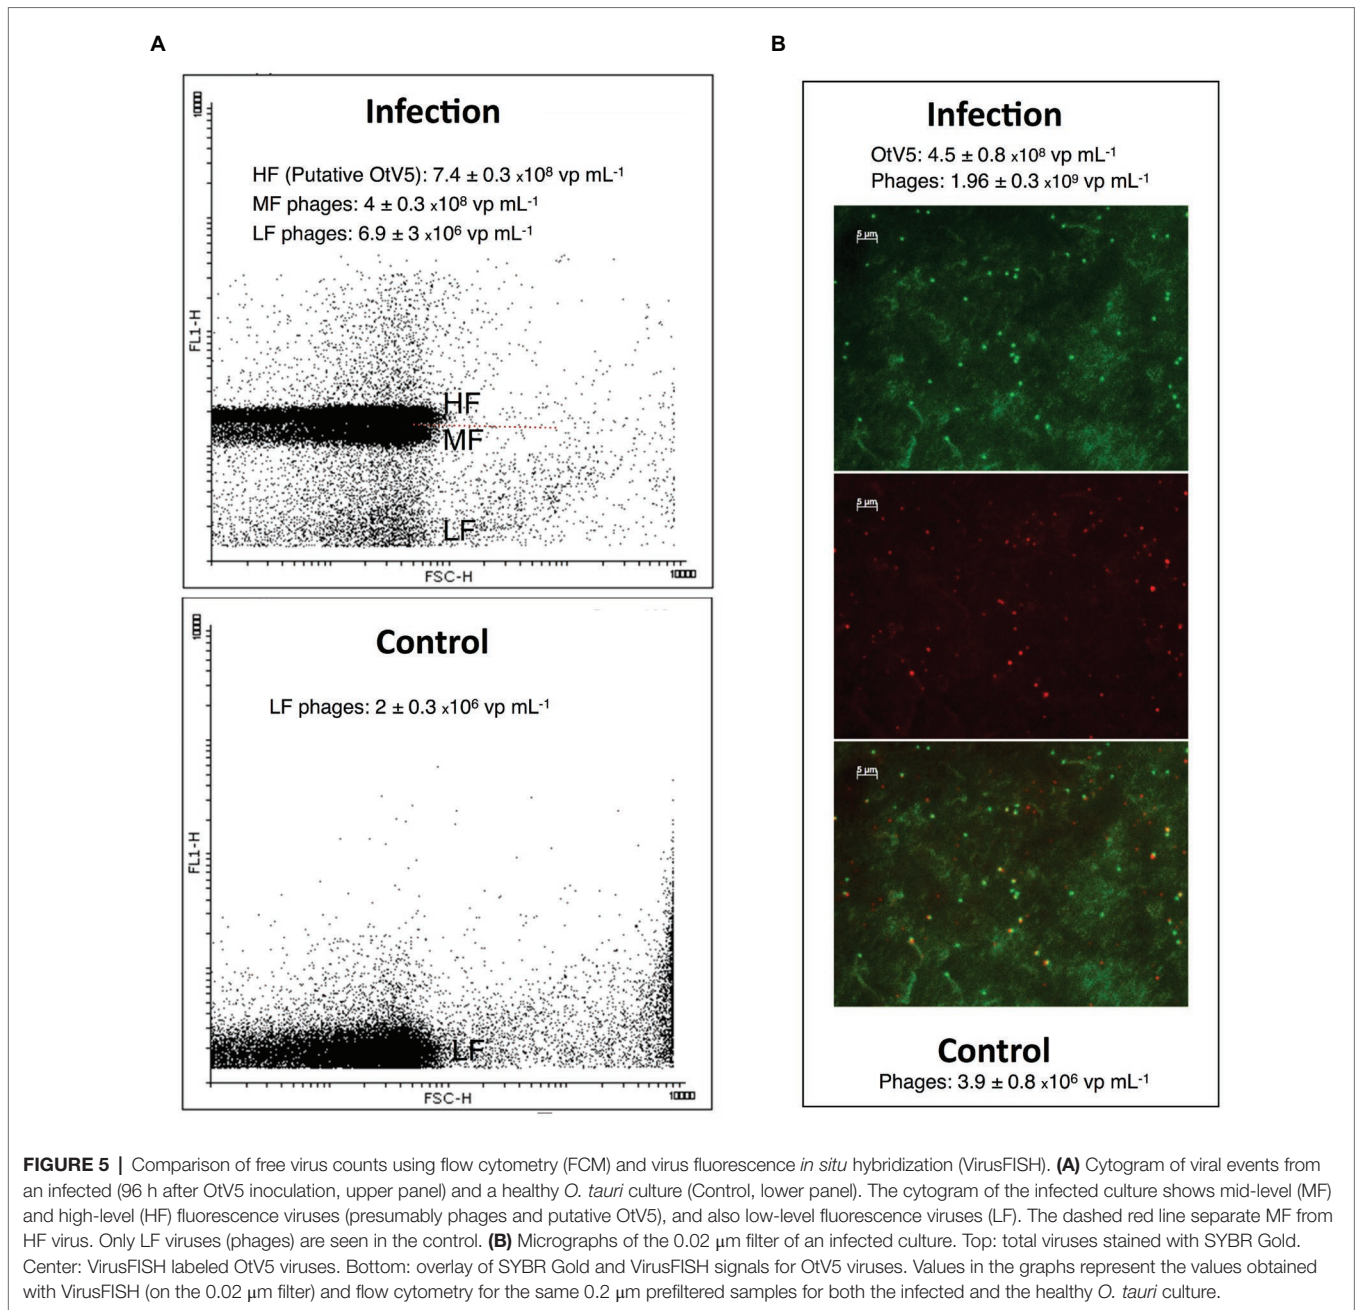 A
Infection
HF (Putative OtV5): 7.4 ± 0.3 x10⁸ vp mL⁻¹
MF phages: 4 ± 0.3 x10⁸ vp mL⁻¹
LF phages: 6.9 ± 3 x10⁶ vp mL⁻¹
FL1-H
HF
MF
LF
FSC-H
10000
Control
LF phages: 2 ± 0.3 x10⁶ vp mL⁻¹
FL1-H
LF
FSC-H
10000
B
Infection
OtV5: 4.5 ± 0.8 x10⁸ vp mL⁻¹
Phages: 1.96 ± 0.3 x10⁹ vp mL⁻¹
5 µm
5 µm
5 µm
Control
Phages: 3.9 ± 0.8 x10⁶ vp mL⁻¹
FIGURE 5 | Comparison of free virus counts using flow cytometry (FCM) and virus fluorescence in situ hybridization (VirusFISH). (A) Cytogram of viral events from
an infected (96 h after OtV5 inoculation, upper panel) and a healthy O. tauri culture (Control, lower panel). The cytogram of the infected culture shows mid-level (MF)
and high-level (HF) fluorescence viruses (presumably phages and putative OtV5), and also low-level fluorescence viruses (LF). The dashed red line separate MF from
HF virus. Only LF viruses (phages) are seen in the control. (B) Micrographs of the 0.02 µm filter of an infected culture. Top: total viruses stained with SYBR Gold.
Center: VirusFISH labeled OtV5 viruses. Bottom: overlay of SYBR Gold and VirusFISH signals for OtV5 viruses. Values in the graphs represent the values obtained
with VirusFISH (on the 0.02 µm filter) and flow cytometry for the same 0.2 µm prefiltered samples for both the infected and the healthy O. tauri culture.